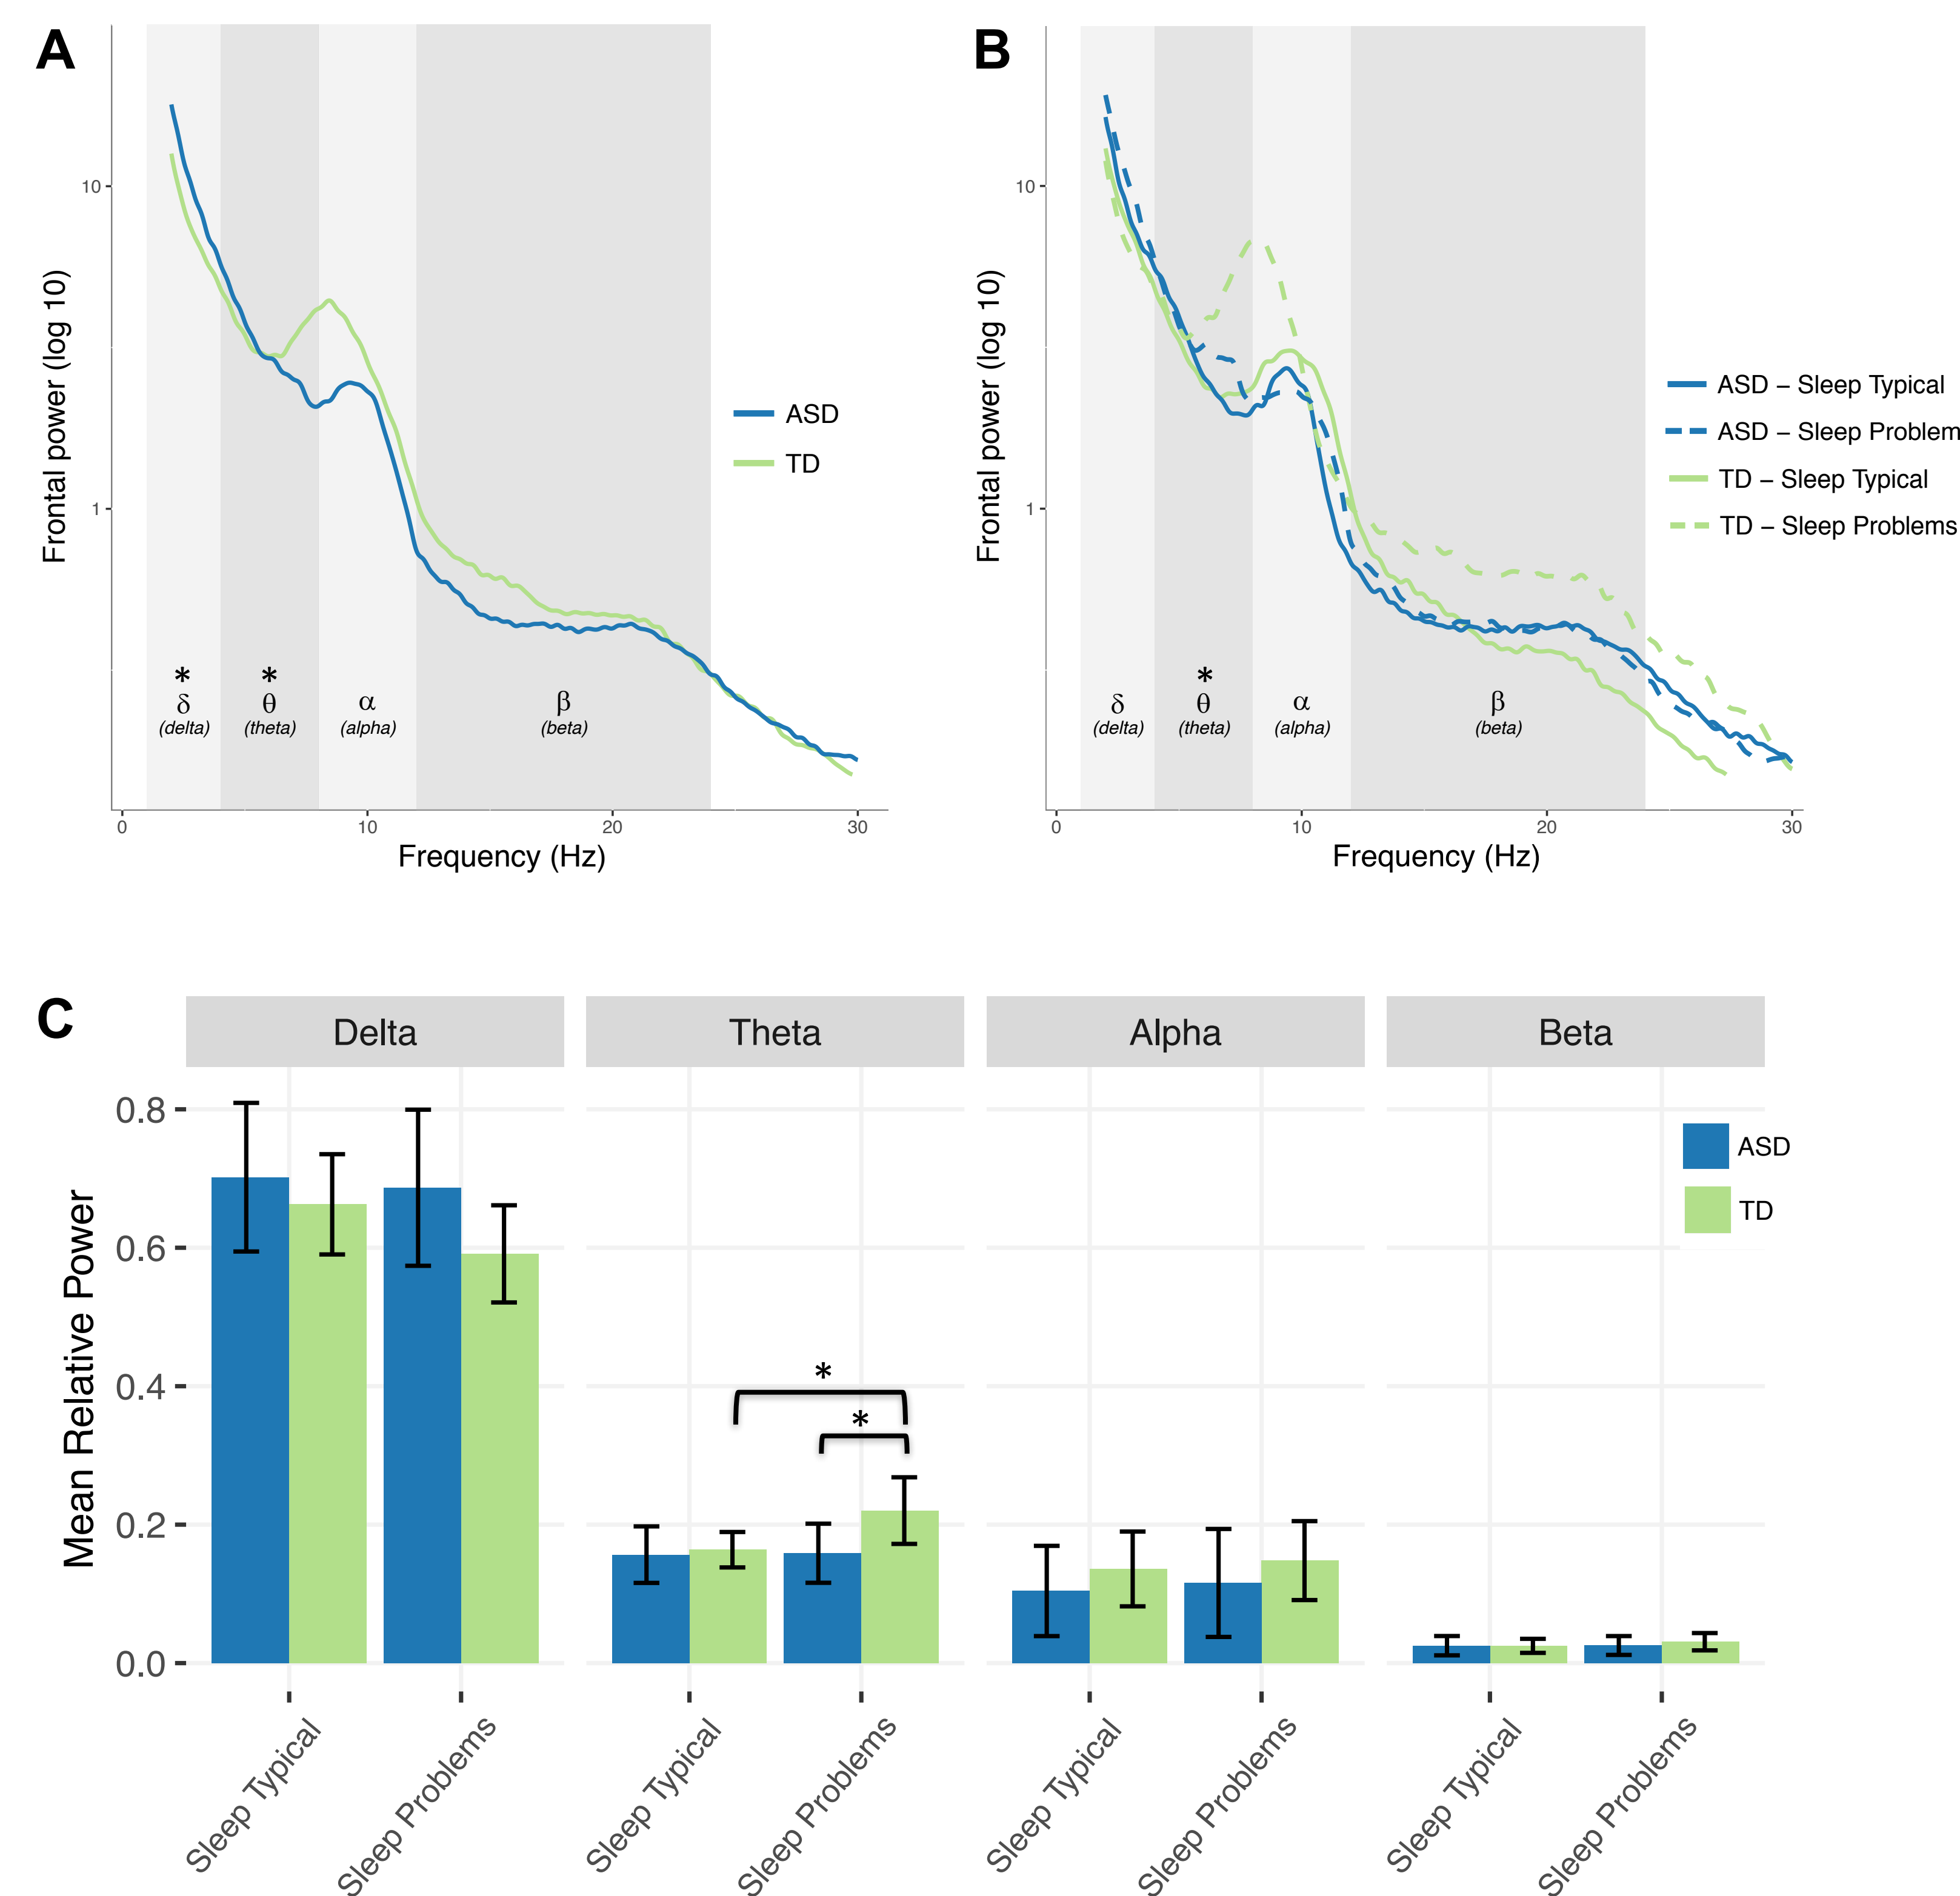 A
Frontal power (log 10)
10
1
*
*
δ
θ
α
β
(delta)
(theta)
(alpha)
(beta)
ASD
TD
0
10
20
30
Frequency (Hz)
B
Frontal power (log 10)
10
1
*
δ
θ
α
β
(delta)
(theta)
(alpha)
(beta)
ASD – Sleep Typical
ASD – Sleep Problem
TD – Sleep Typical
TD – Sleep Problems
0
10
20
30
Frequency (Hz)
C
Delta
Theta
Alpha
Beta
Mean Relative Power
0.8
0.6
0.4
0.2
0.0
*
*
ASD
TD
Sleep Typical
Sleep Problems
Sleep Typical
Sleep Problems
Sleep Typical
Sleep Problems
Sleep Typical
Sleep Problems